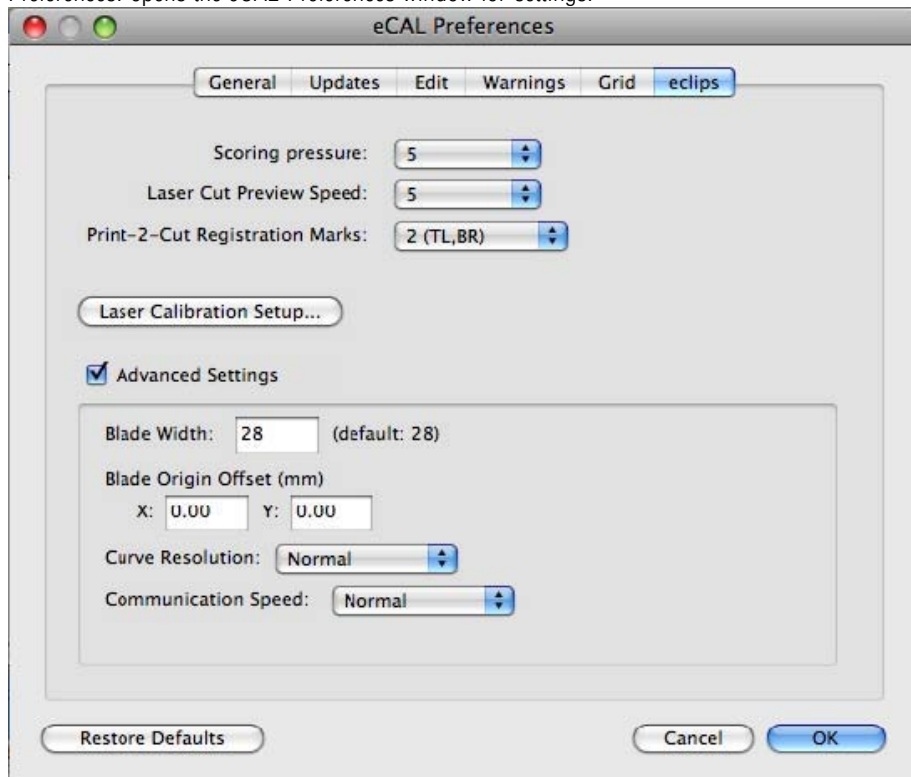 Preferences: opens the eCAL Preferences window for settings.
eCAL Preferences
General Updates Edit Warnings Grid eclips
Scoring pressure: 5
Laser Cut Preview Speed: 5
Print-2-Cut Registration Marks: 2 (TL,BR)
Laser Calibration Setup...
Advanced Settings
Blade Width: 28 (default: 28)
Blade Origin Offset (mm)
X: 0.00 Y: 0.00
Curve Resolution: Normal
Communication Speed: Normal
Restore Defaults Cancel OK